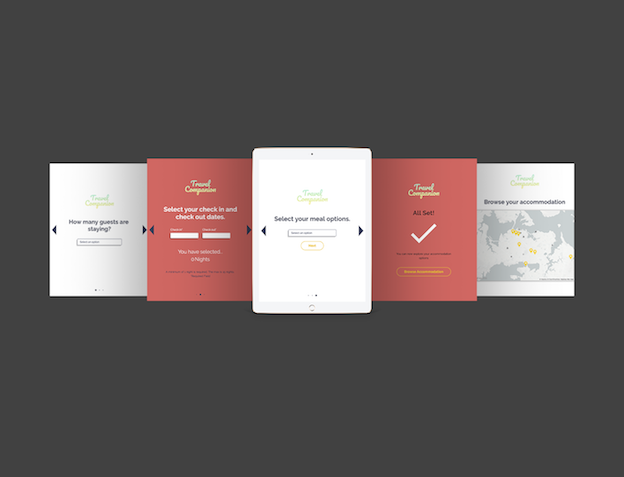 Travel
Companion
How many guests are
staying?
Select an option
Travel
Companion
Select your check in and
check out dates.
Check in?
Check out?
You have selected..
0 Nights
Travel
Companion
Select your meal options.
Select an option
Next
Travel
Companion
All Set!
Browse Accommodation
Travel
Companion
Browse your accommodation